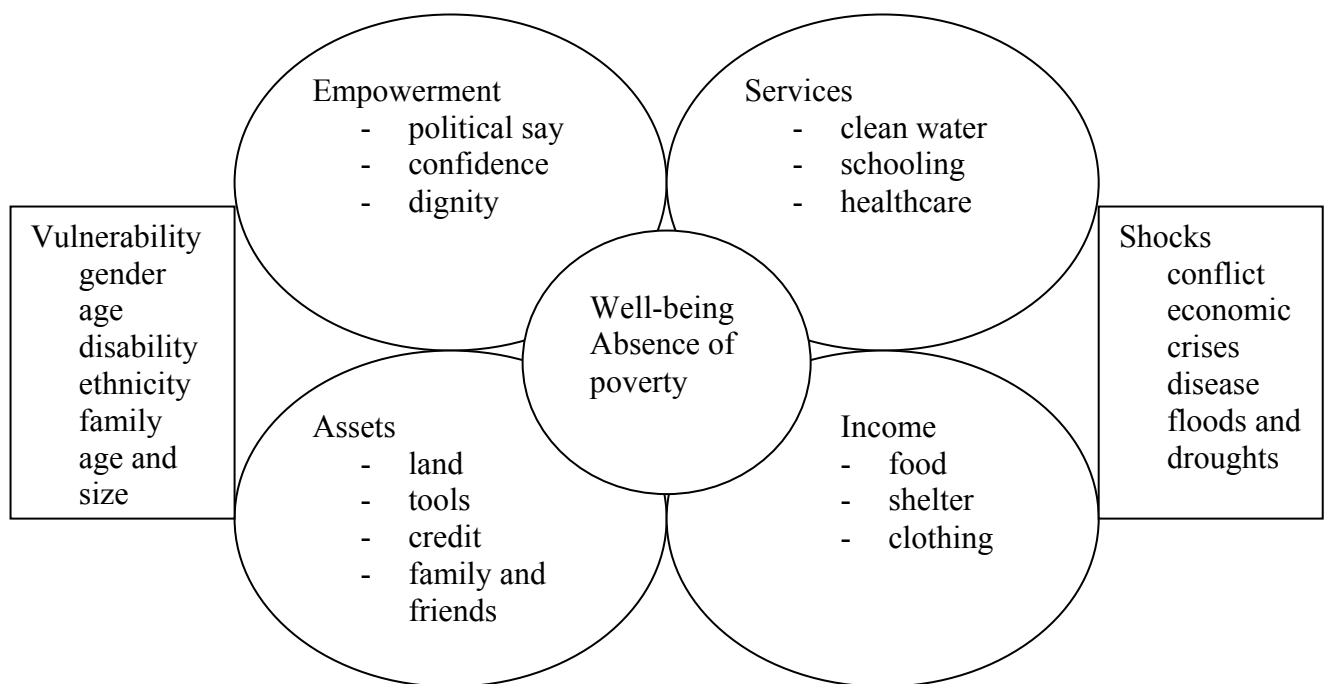 Empowerment
- political say
- confidence
- dignity
Services
- clean water
- schooling
- healthcare
Vulnerability
gender
age
disability
ethnicity
family
age and
size
Well-being
Absence of
poverty
Shocks
conflict
economic
crises
disease
floods and
droughts
Assets
- land
- tools
- credit
- family and
friends
Income
- food
- shelter
- clothing